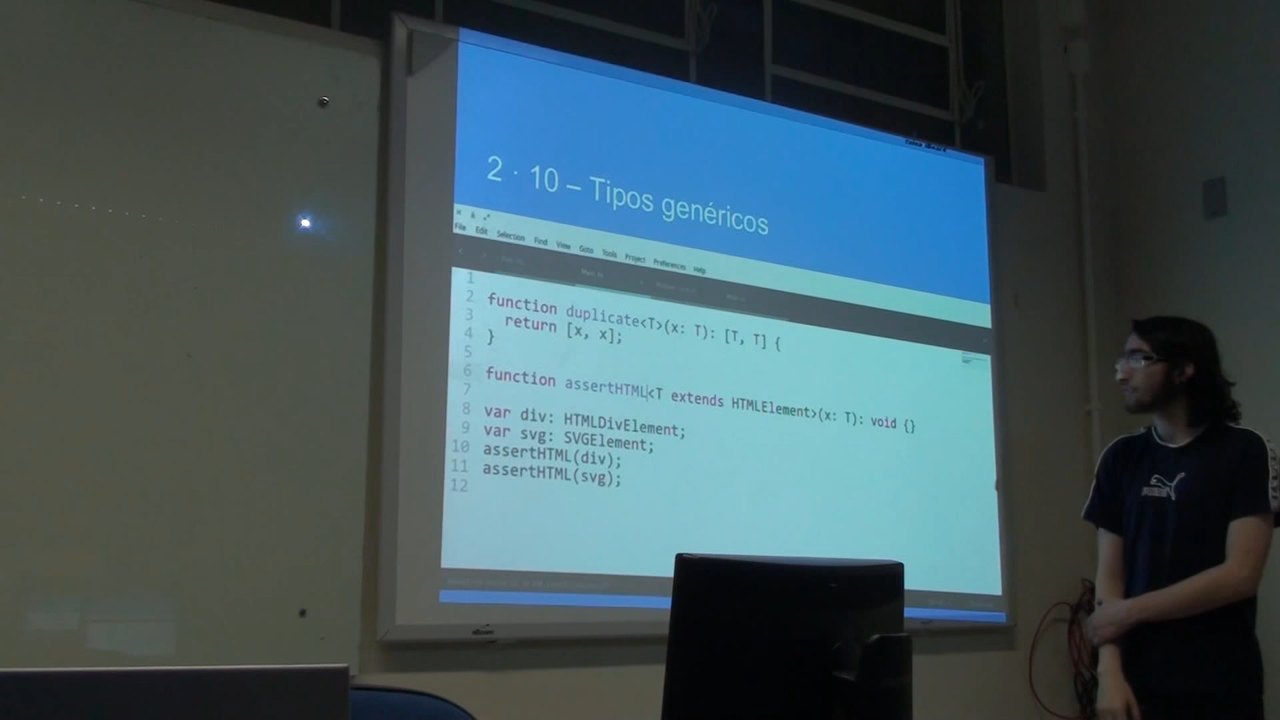 2 · 10 – Tipos genéricos
File Edit Selection Find View Goto Tools Project Preferences Help
1
2 function duplicate<T>(x: T): [T, T] {
3   return [x, x];
4 }
5
6 function assertHTML<T extends HTMLElement>(x: T): void {}
7
8 var div: HTMLDivElement;
9 var svg: SVGElement;
10 assertHTML(div);
11 assertHTML(svg);
12